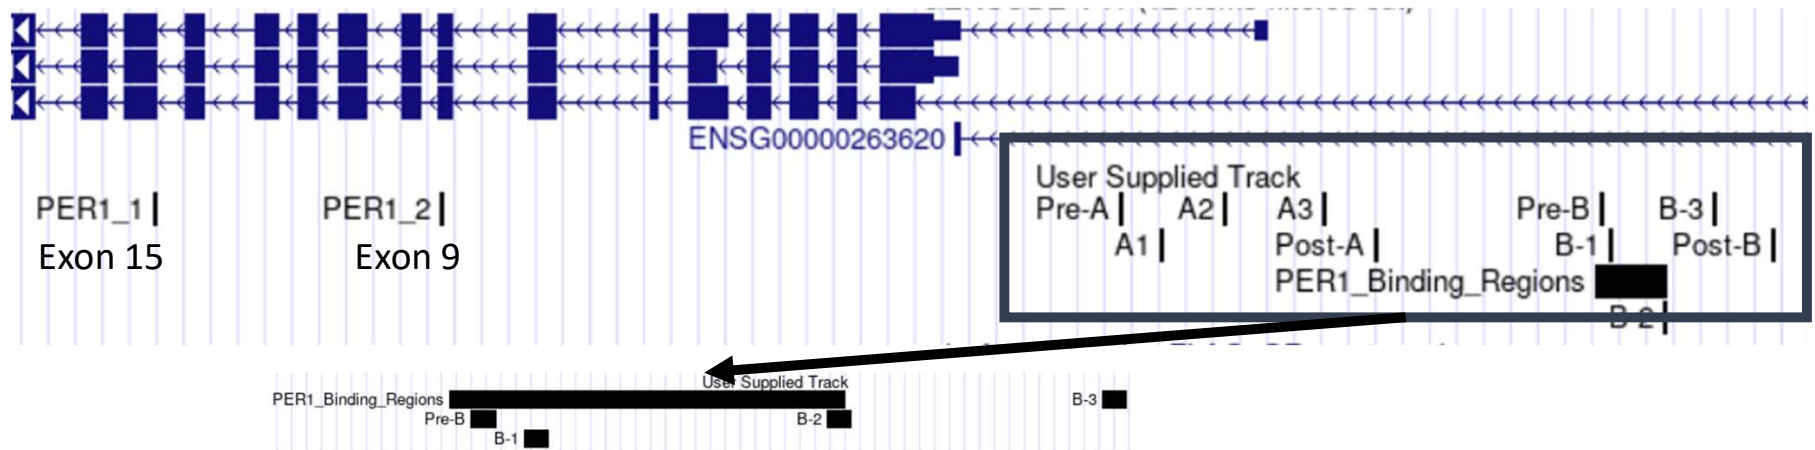 ENSG00000263620
User Supplied Track
PER1_1 PER1_2 Pre-A A2 A3 Pre-B B-3
Exon 15 Exon 9 A1 Post-A B-1 Post-B
PER1_Binding_Regions
B-2
User Supplied Track
PER1_Binding_Regions B-3
Pre-B B-2
B-1